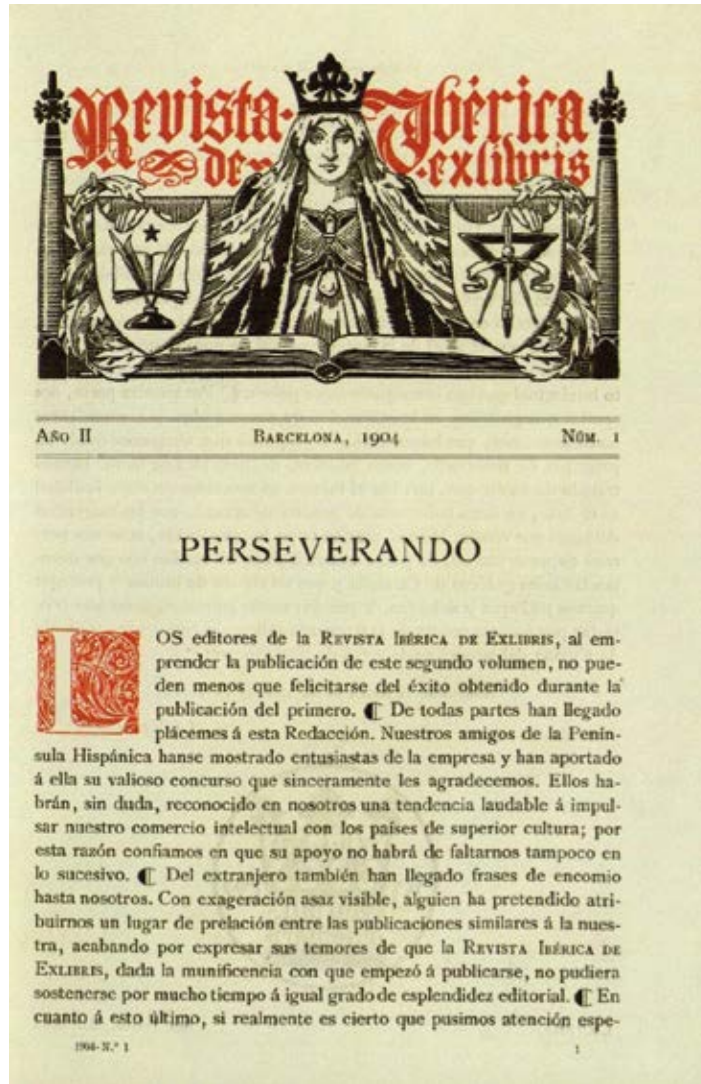 Revista Ibérica
de exlibris
AÑO II BARCELONA, 1904 NÚM. 1
PERSEVERANDO
LOS editores de la REVISTA IBÉRICA DE EXLIBRIS, al em-
prender la publicación de este segundo volumen, no pue-
den menos que felicitarse del éxito obtenido durante la
publicación del primero. ¶ De todas partes han llegado
plácemes á esta Redacción. Nuestros amigos de la Penín-
sula Hispánica hanse mostrado entusiastas de la empresa y han aportado
á ella su valioso concurso que sinceramente les agradecemos. Ellos ha-
brán, sin duda, reconocido en nosotros una tendencia laudable á impul-
sar nuestro comercio intelectual con los países de superior cultura; por
esta razón confiamos en que su apoyo no habrá de faltarnos tampoco en
lo sucesivo. ¶ Del extranjero también han llegado frases de encomio
hasta nosotros. Con exageración asaz visible, alguien ha pretendido atri-
buirnos un lugar de prelación entre las publicaciones similares á la nues-
tra, acabando por expresar sus temores de que la REVISTA IBÉRICA DE
EXLIBRIS, dada la munificencia con que empezó á publicarse, no pudiera
sostenerse por mucho tiempo á igual grado de esplendidez editorial. ¶ En
cuanto á esto último, si realmente es cierto que pusimos atención espe-
1904-N.º 1 1